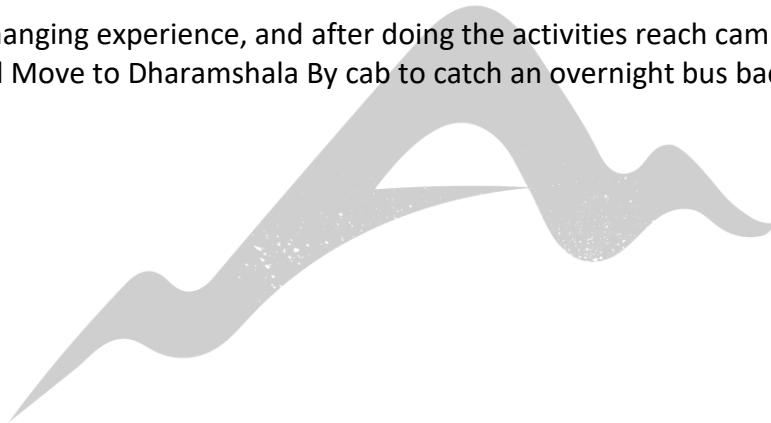 hanging experience, and after doing the activities reach cam
Move to Dharamshala By cab to catch an overnight bus ba